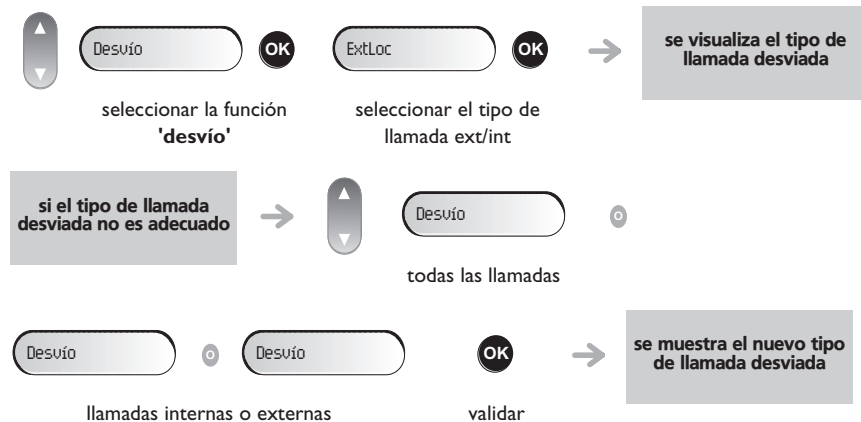 Desvío OK ExtLoc OK se visualiza el tipo de
llamada desviada
seleccionar la función
'desvío'
seleccionar el tipo de
llamada ext/int
si el tipo de llamada
desviada no es adecuado
Desvío o
todas las llamadas
Desvío o Desvío OK se muestra el nuevo tipo
de llamada desviada
llamadas internas o externas validar